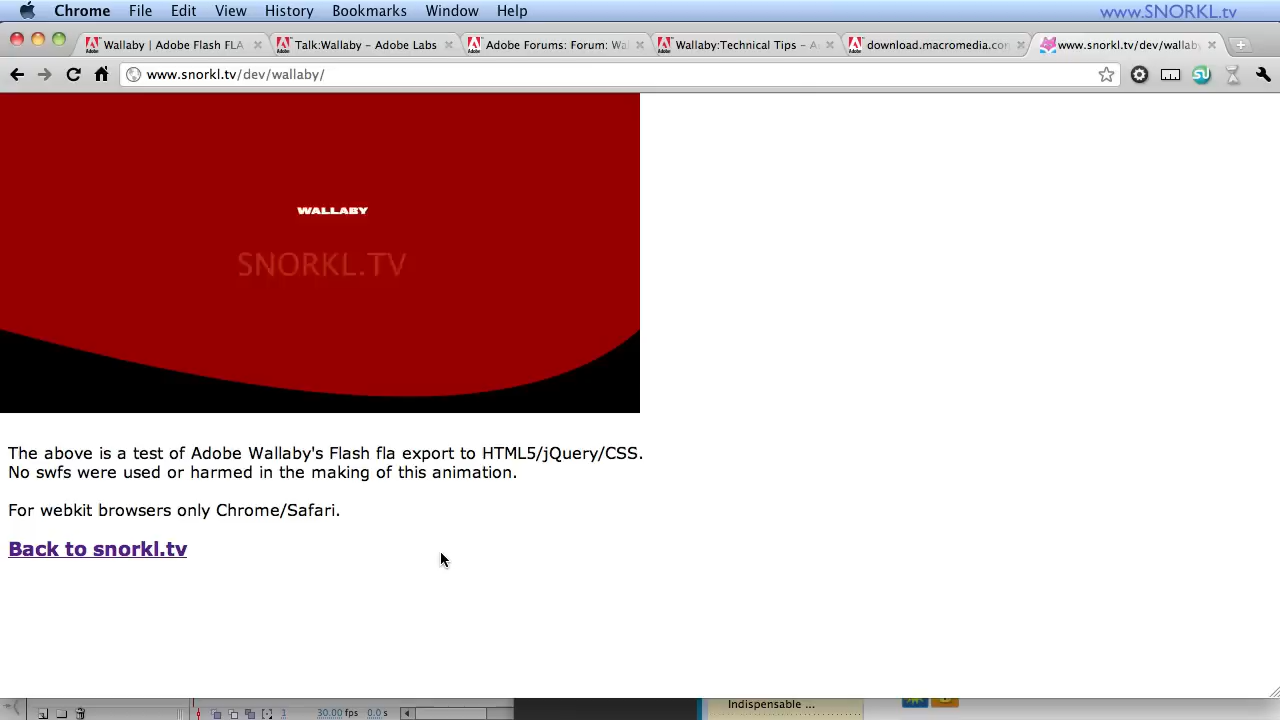 Chrome File Edit View History Bookmarks Window Help www.SNORKL.tv
Wallaby | Adobe Flash FLA Talk:Wallaby – Adobe Labs Adobe Forums: Forum: Wa Wallaby:Technical Tips – A download.macromedia.com www.snorkl.tv/dev/wallab
www.snorkl.tv/dev/wallaby/
WALLABY
SNORKL.TV
The above is a test of Adobe Wallaby's Flash fla export to HTML5/jQuery/CSS.
No swfs were used or harmed in the making of this animation.
For webkit browsers only Chrome/Safari.
Back to snorkl.tv
1 30.00 fps 0.0 s Indispensable ...